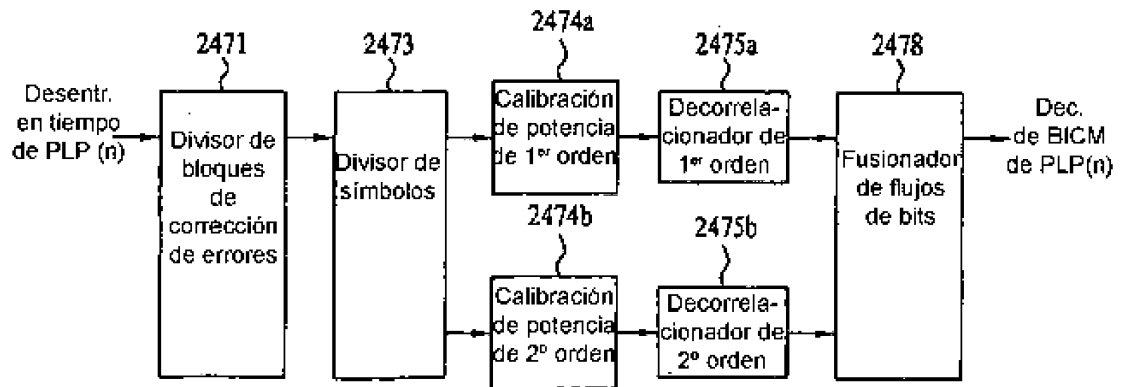 2471
2473
2474a
2475a
2478
Desentr.
en tiempo
de PLP (n)
Divisor de
bloques
de
corrección
de errores
Divisor de
símbolos
Calibración
de potencia
de 1er orden
Decorrela-
cionador de
1er orden
Fusionador
de flujos
de bits
Dec.
de BICM
de PLP(n)
2474b
2475b
Calibración
de potencia
de 2º orden
Decorrela-
cionador de
2º orden